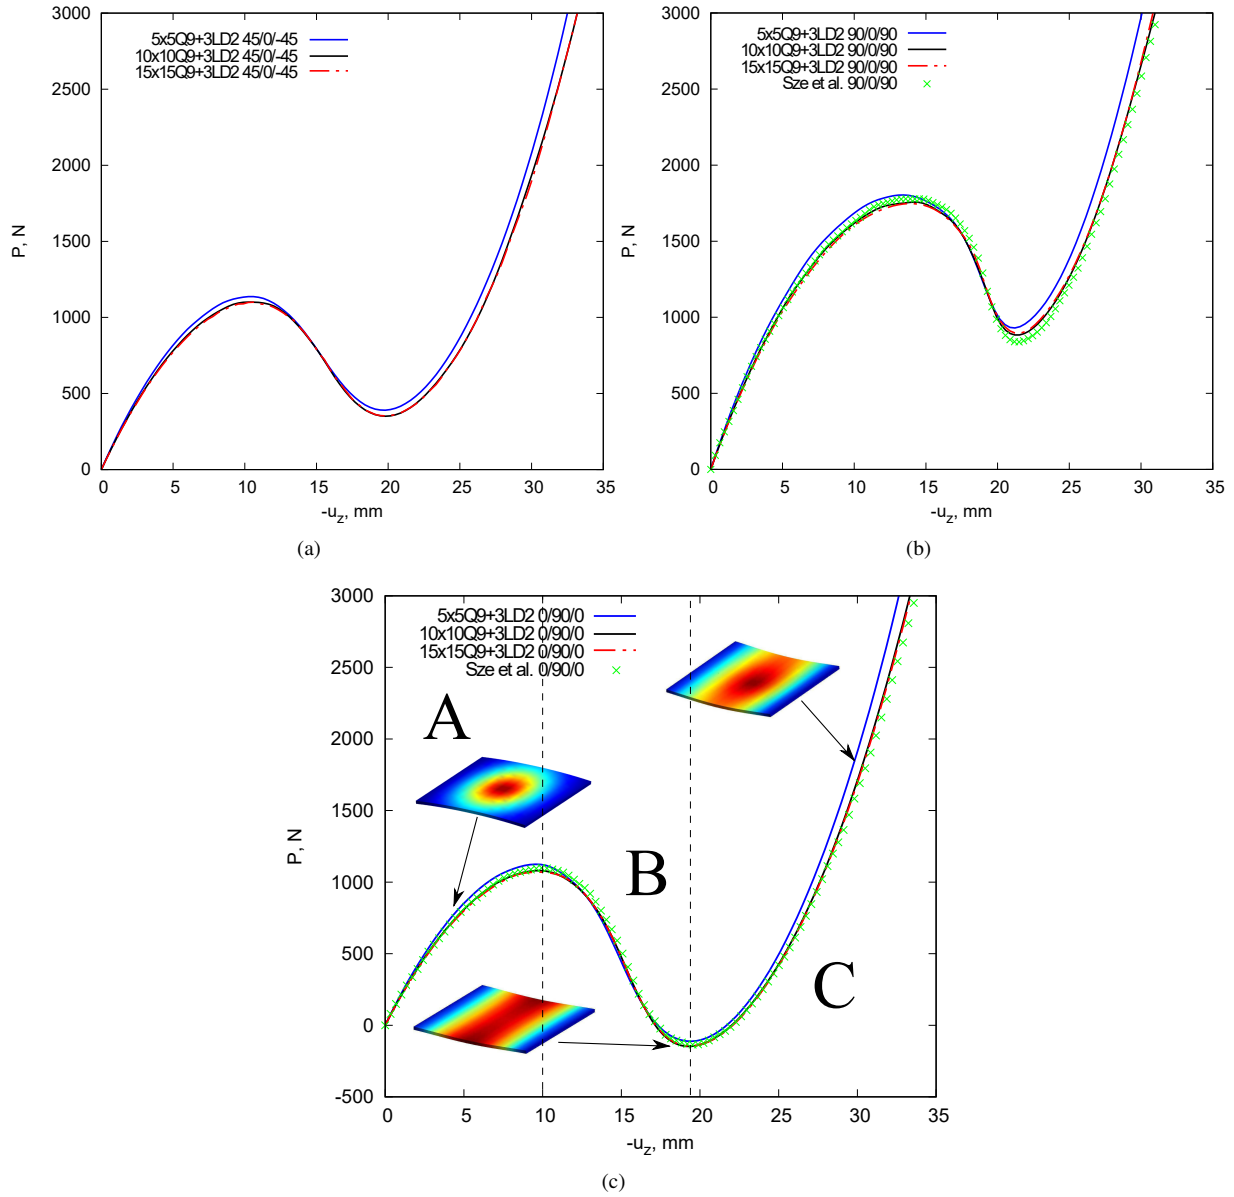 3000
2500
2000
1500
1000
500
0
0 5 10 15 20 25 30 35
P, N
-uz, mm
5x5Q9+3LD2 45/0/-45
10x10Q9+3LD2 45/0/-45
15x15Q9+3LD2 45/0/-45
(a)
3000
2500
2000
1500
1000
500
0
0 5 10 15 20 25 30 35
P, N
-uz, mm
5x5Q9+3LD2 90/0/90
10x10Q9+3LD2 90/0/90
15x15Q9+3LD2 90/0/90
Sze et al. 90/0/90
(b)
3000
2500
2000
1500
1000
500
0
-500
0 5 10 15 20 25 30 35
P, N
-uz, mm
5x5Q9+3LD2 0/90/0
10x10Q9+3LD2 0/90/0
15x15Q9+3LD2 0/90/0
Sze et al. 0/90/0
A
B
C
(c)